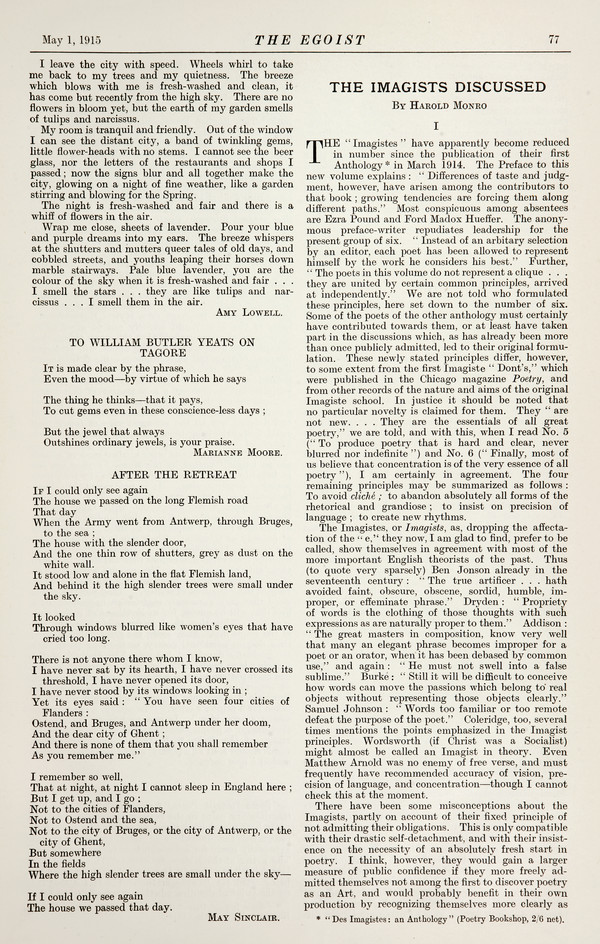 May 1, 1915
THE EGOIST
77
I leave the city with speed. Wheels whirl to take
me back to my trees and my quietness. The breeze
which blows with me is fresh-washed and clean, it
has come but recently from the high sky. There are no
flowers in bloom yet, but the earth of my garden smells
of tulips and narcissus.
My room is tranquil and friendly. Out of the window
I can see the distant city, a band of twinkling gems,
little flower-heads with no stems. I cannot see the beer
glass, nor the letters of the restaurants and shops I
passed; now the signs blur and all together make the
city, glowing on a night of fine weather, like a garden
stirring and blowing for the Spring.
The night is fresh-washed and fair and there is a
whiff of flowers in the air.
Wrap me close, sheets of lavender. Pour your blue
and purple dreams into my ears. The breeze whispers
at the shutters and mutters queer tales of old days, and
cobbled streets, and youths leaping their horses down
marble stairways. Pale blue lavender, you are the
colour of the sky when it is fresh-washed and fair . . .
I smell the stars . . . they are like tulips and nar-
cissus . . . I smell them in the air.
AMY LOWELL.
TO WILLIAM BUTLER YEATS ON
TAGORE
IT is made clear by the phrase,
Even the mood—by virtue of which he says
The thing he thinks—that it pays,
To cut gems even in these conscience-less days ;
But the jewel that always
Outshines ordinary jewels, is your praise.
MARIANNE MOORE.
AFTER THE RETREAT
IF I could only see again
The house we passed on the long Flemish road
That day
When the Army went from Antwerp, through Bruges,
to the sea ;
The house with the slender door,
And the one thin row of shutters, grey as dust on the
white wall.
It stood low and alone in the flat Flemish land,
And behind it the high slender trees were small under
the sky.
It looked
Through windows blurred like women's eyes that have
cried too long.
There is not anyone there whom I know,
I have never sat by its hearth, I have never crossed its
threshold, I have never opened its door,
I have never stood by its windows looking in ;
Yet its eyes said : " You have seen four cities of
Flanders :
Ostend, and Bruges, and Antwerp under her doom,
And the dear city of Ghent ;
And there is none of them that you shall remember
As you remember me."
I remember so well,
That at night, at night I cannot sleep in England here ;
But I get up, and I go ;
Not to the cities of Flanders,
Not to Ostend and the sea,
Not to the city of Bruges, or the city of Antwerp, or the
city of Ghent,
But somewhere
In the fields
Where the high slender trees are small under the sky—
If I could only see again
The house we passed that day.
MAY SINCLAIR.
THE IMAGISTS DISCUSSED
BY HAROLD MONRO
I
THE " Imagistes " have apparently become reduced
in number since the publication of their first
Anthology * in March 1914. The Preface to this
new volume explains : " Differences of taste and judg-
ment, however, have arisen among the contributors to
that book ; growing tendencies are forcing them along
different paths." Most conspicuous among absentees
are Ezra Pound and Ford Madox Hueffer. The anony-
mous preface-writer repudiates leadership for the
present group of six. " Instead of an arbitrary selection
by an editor, each poet has been allowed to represent
himself by the work he considers his best." Further,
" The poets in this volume do not represent a clique . . .
they are united by certain common principles, arrived
at independently." We are not told who formulated
these principles, here set down to the number of six.
Some of the poets of the other anthology must certainly
have contributed towards them, or at least have taken
part in the discussions which, as has already been more
than once publicly admitted, led to their original formu-
lation. These newly stated principles differ, however,
to some extent from the first Imagiste " Dont's," which
were published in the Chicago magazine Poetry, and
from other records of the nature and aims of the original
Imagiste school. In justice it should be noted that
no particular novelty is claimed for them. They " are
not new. . . . They are the essentials of all great
poetry," we are told, and with this, when I read No. 5
(" To produce poetry that is hard and clear, never
blurred nor indefinite ") and No. 6 (" Finally, most of
us believe that concentration is of the very essence of all
poetry "), I am certainly in agreement. The four
remaining principles may be summarized as follows :
To avoid cliché ; to abandon absolutely all forms of the
rhetorical and grandiose ; to insist on precision of
language ; to create new rhythms.
The Imagistes, or Imagists, as, dropping the affecta-
tion of the " e," they now, I am glad to find, prefer to be
called, show themselves in agreement with most of the
more important English theorists of the past. Thus
(to quote very sparsely) Ben Jonson already in the
seventeenth century : " The true artificer . . . hath
avoided faint, obscure, obscene, sordid, humble, im-
proper, or effeminate phrase." Dryden : " Propriety
of words is the clothing of those thoughts with such
expressions as are naturally proper to them." Addison :
" The great masters in composition, know very well
that many an elegant phrase becomes improper for a
poet or an orator, when it has been debased by common
use," and again : " He must not swell into a false
sublime." Burke : " Still it will be difficult to conceive
how words can move the passions which belong to real
objects without representing those objects clearly."
Samuel Johnson : " Words too familiar or too remote
defeat the purpose of the poet." Coleridge, too, several
times mentions the points emphasized in the Imagist
principles. Wordsworth (if Christ was a Socialist)
might almost be called an Imagist in theory. Even
Matthew Arnold was no enemy of free verse, and must
frequently have recommended accuracy of vision, pre-
cision of language, and concentration—though I cannot
check this at the moment.
There have been some misconceptions about the
Imagists, partly on account of their fixed principle of
not admitting their obligations. This is only compatible
with their drastic self-detachment, and with their insist-
ence on the necessity of an absolutely fresh start in
poetry. I think, however, they would gain a larger
measure of public confidence if they more freely ad-
mitted themselves not among the first to discover poetry
as an Art, and would probably benefit in their own
production by recognizing themselves more clearly as
* " Des Imagistes : an Anthology " (Poetry Bookshop, 2/6 net).